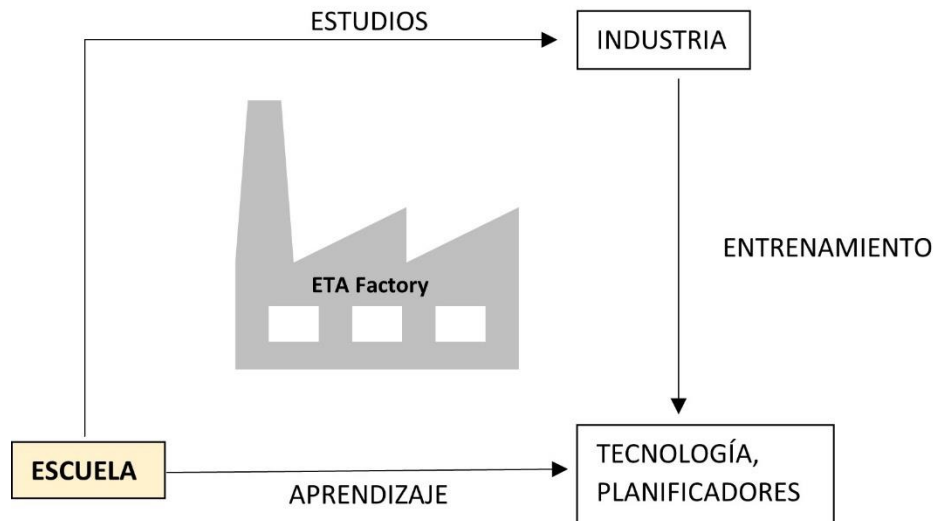 ESTUDIOS
INDUSTRIA
ENTRENAMIENTO
ETA Factory
ESCUELA
APRENDIZAJE
TECNOLOGÍA,
PLANIFICADORES